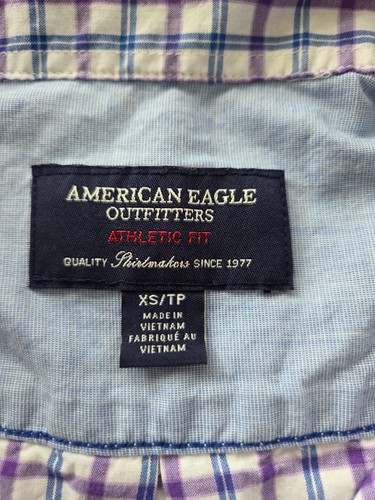 AMERICAN EAGLE
OUTFITTERS
ATHLETIC FIT
QUALITY Shirtmakers SINCE 1977
XS/TP
MADE IN
VIETNAM
FABRIQUÉ AU
VIETNAM